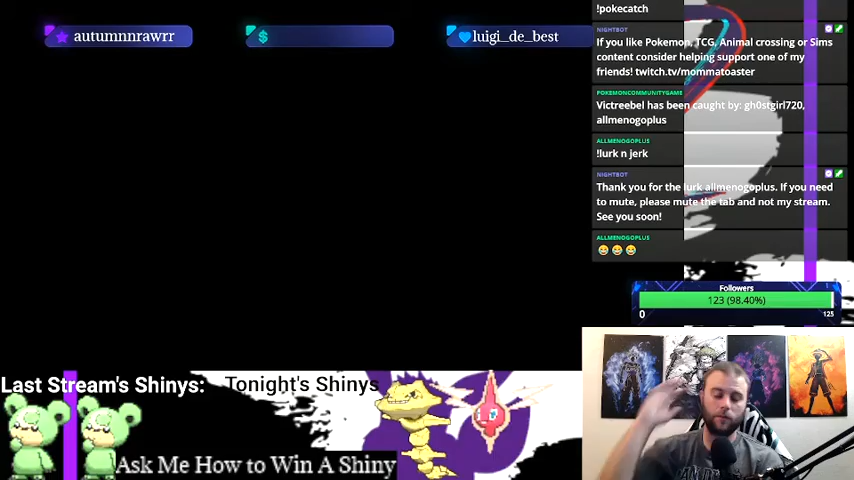 autumnnrawrr
$
luigi_de_best
!pokecatch
NIGHTBOT
If you like Pokemon, TCG, Animal crossing or Sims
content consider helping support one of my
friends! twitch.tv/mommatoaster
POKEMONCOMMUNITYGAME
Victreebel has been caught by: gh0stgirl720,
allmenogoplus
ALLMENOGOPLUS
!lurk n jerk
NIGHTBOT
Thank you for the lurk allmenogoplus. If you need
to mute, please mute the tab and not my stream.
See you soon!
ALLMENOGOPLUS
Followers
123 (98.40%)
0
125
Last Stream's Shinys:
Tonight's Shinys
Ask Me How to Win A Shiny